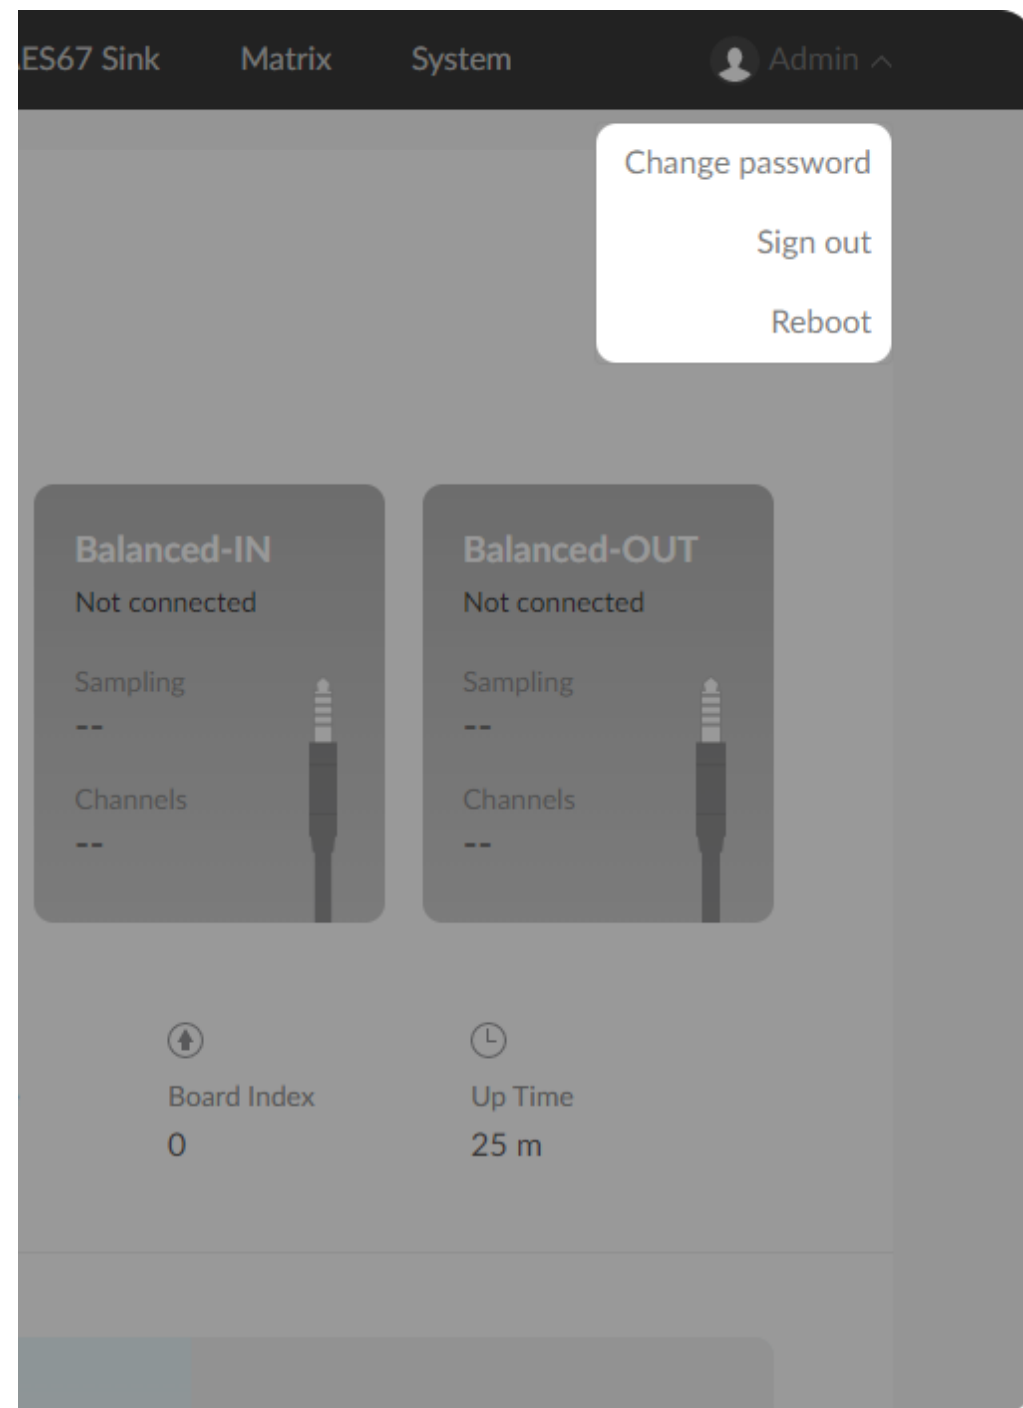 ES67 Sink Matrix System Admin
Change password
Sign out
Reboot
Balanced-IN
Not connected
Sampling
--
Channels
--
Balanced-OUT
Not connected
Sampling
--
Channels
--
Board Index
0
Up Time
25 m